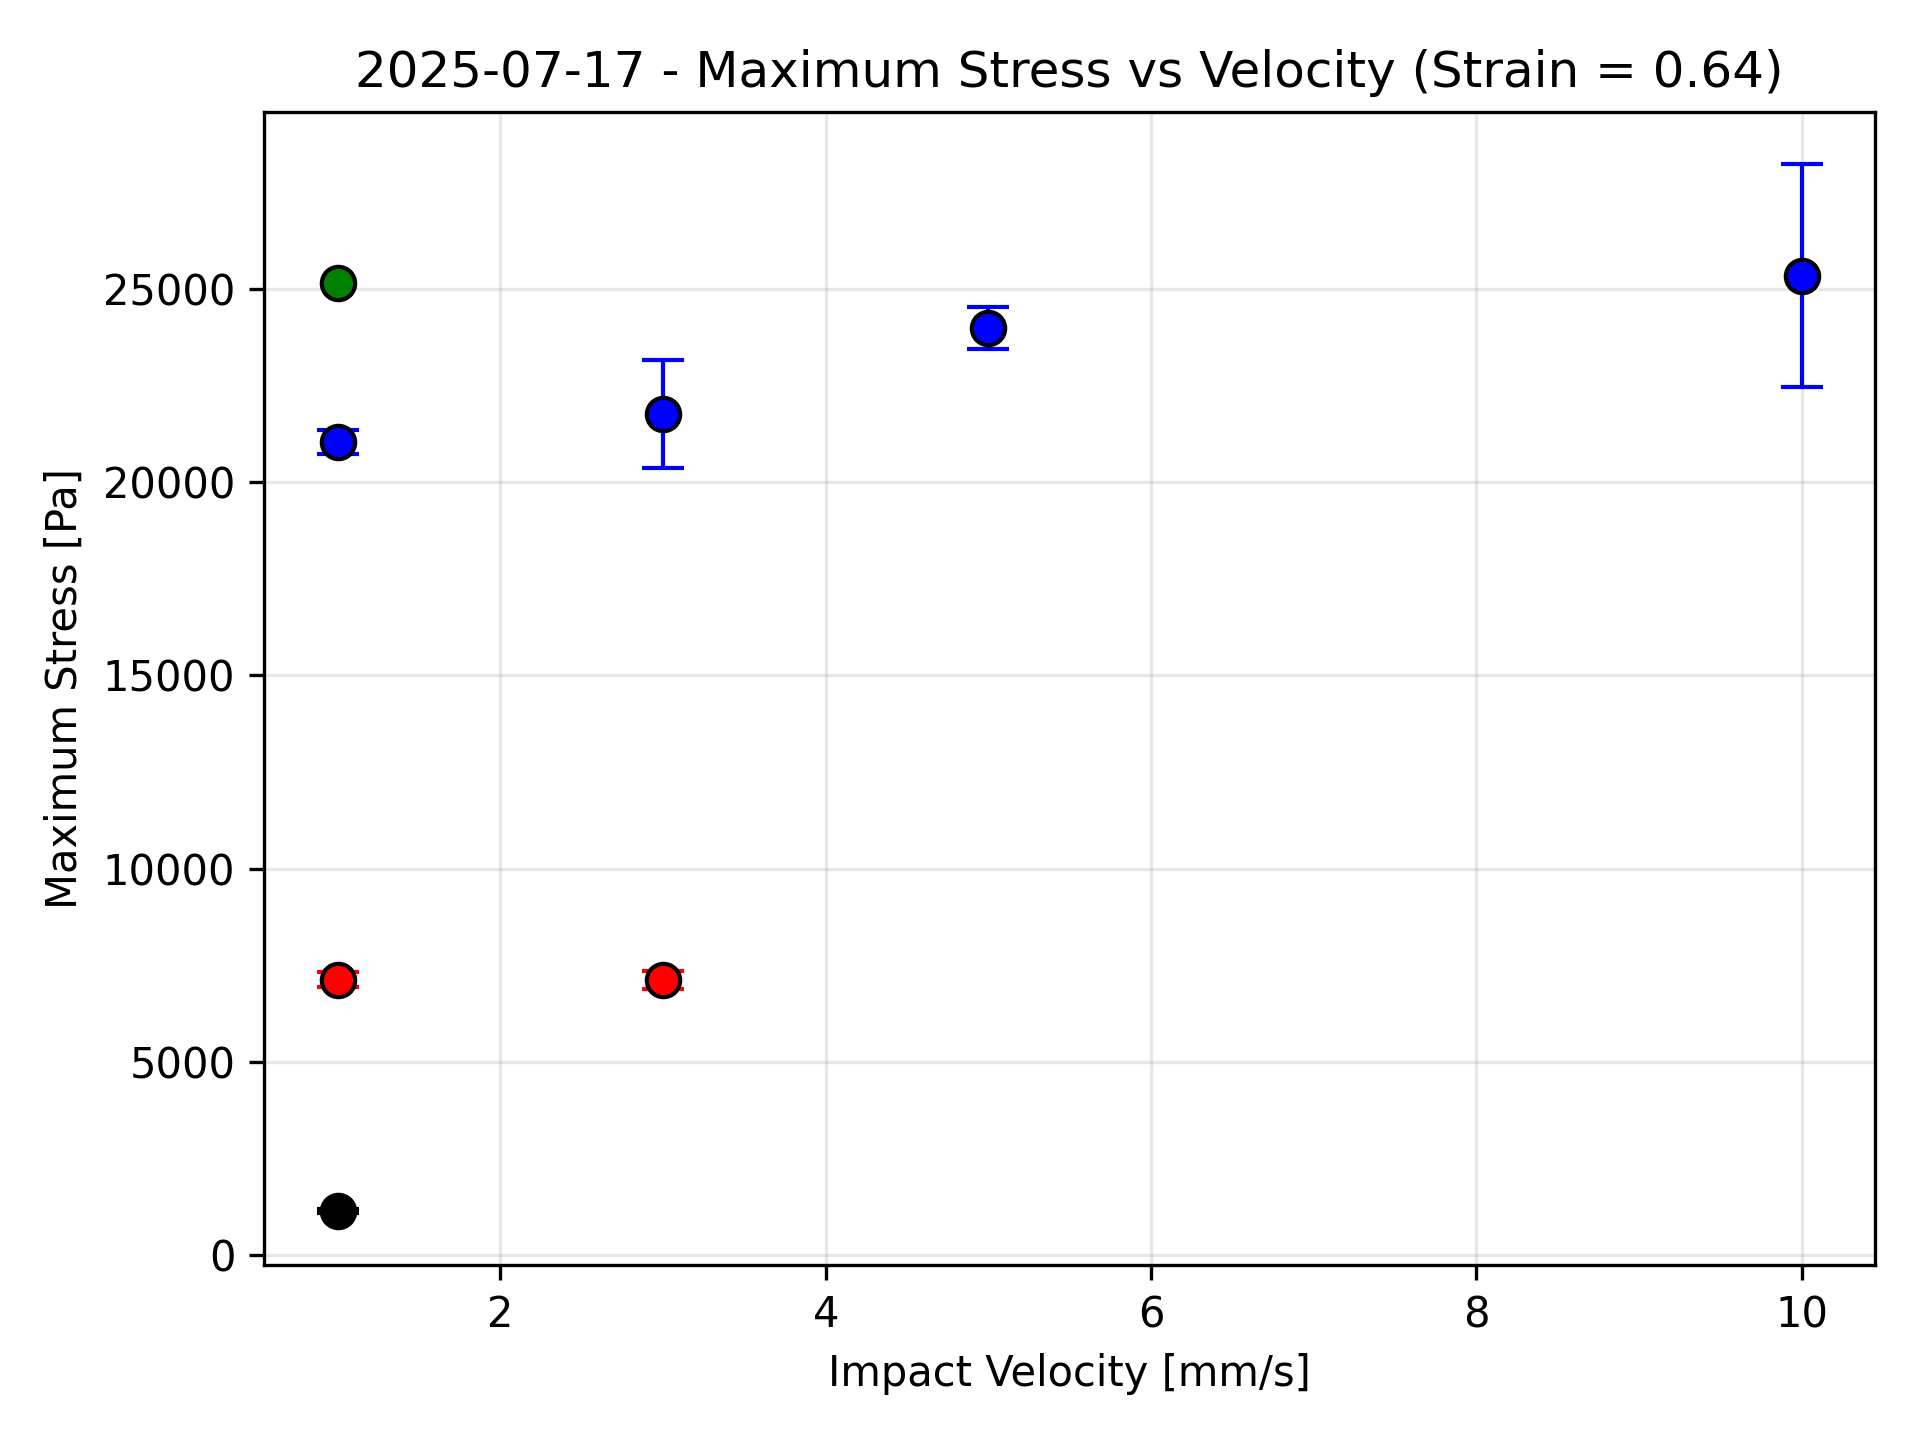 2025-07-17 - Maximum Stress vs Velocity (Strain = 0.64)
Maximum Stress [Pa]
25000
20000
15000
10000
5000
0
2 4 6 8 10
Impact Velocity [mm/s]